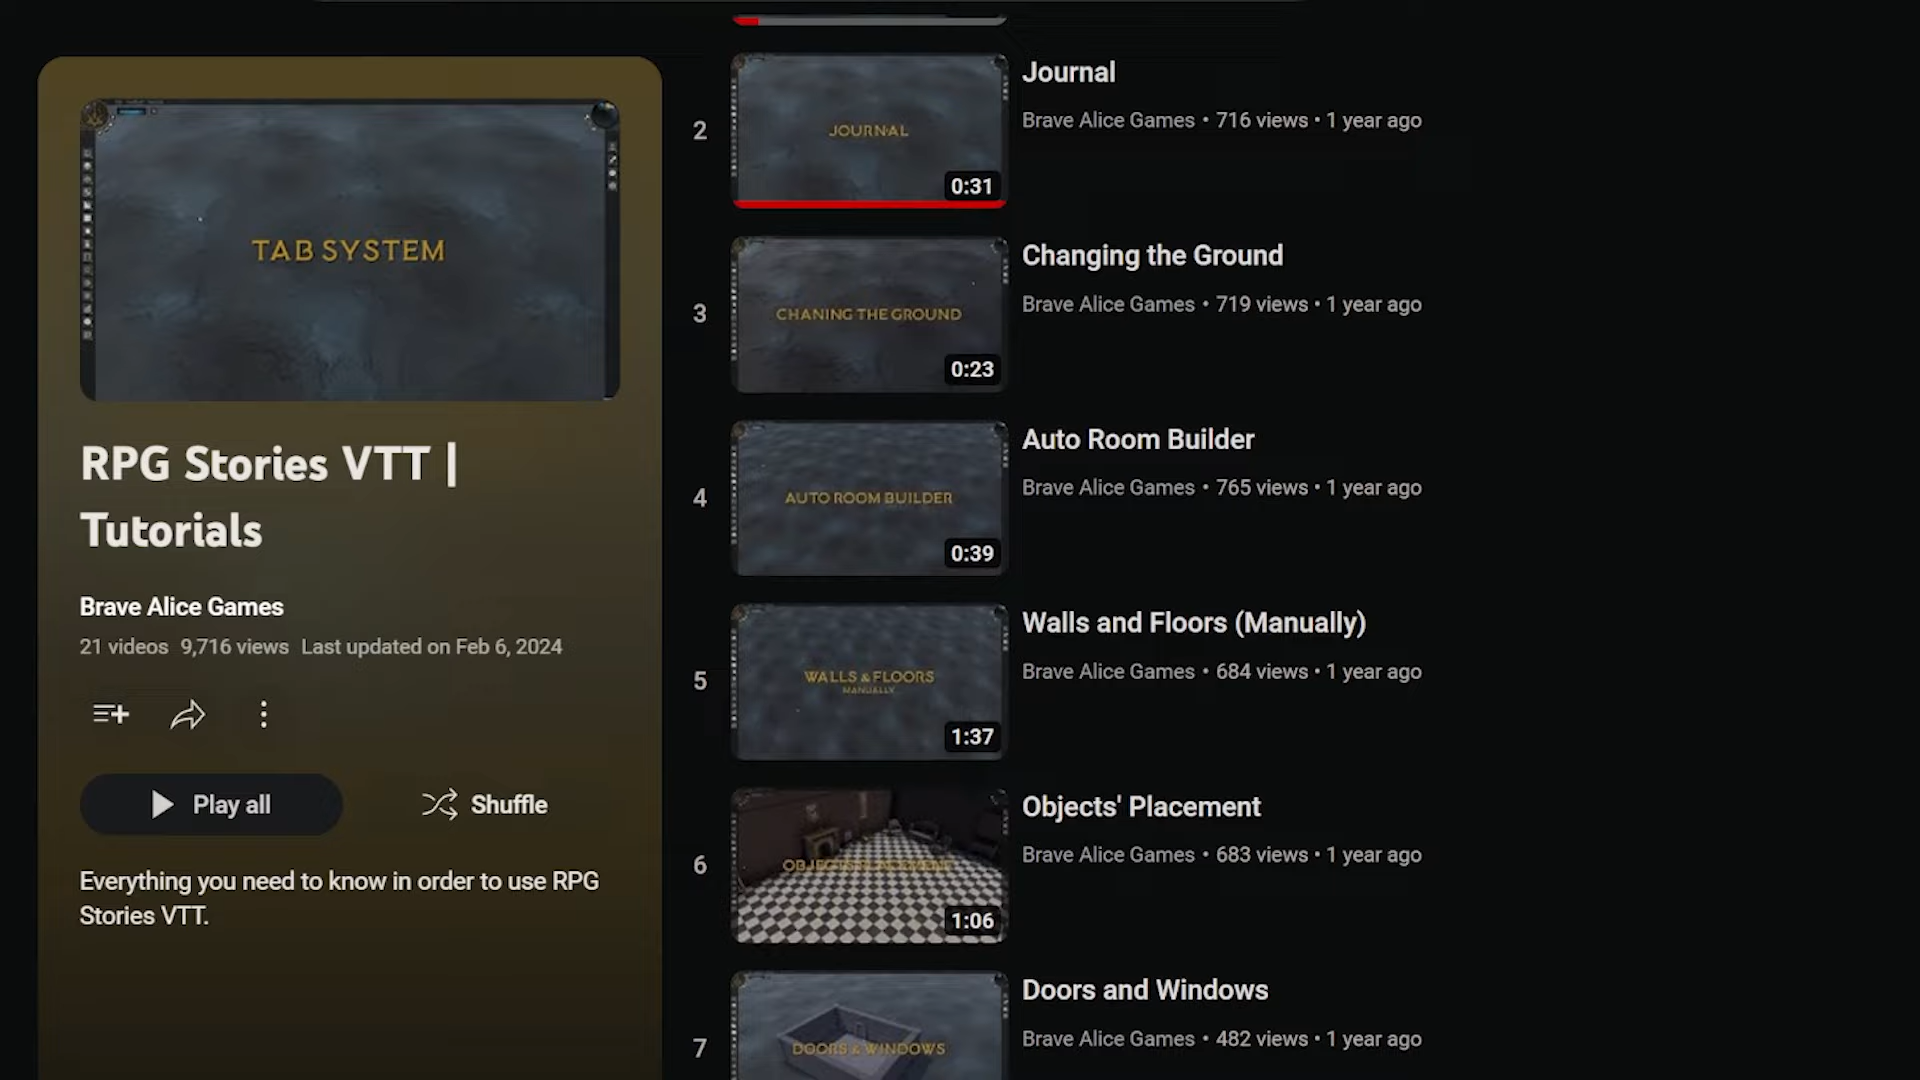 TAB SYSTEM
RPG Stories VTT |
Tutorials
Brave Alice Games
21 videos 9,716 views Last updated on Feb 6, 2024
Play all
Shuffle
Everything you need to know in order to use RPG
Stories VTT.
2
JOURNAL
0:31
Journal
Brave Alice Games • 716 views • 1 year ago
3
CHANING THE GROUND
0:23
Changing the Ground
Brave Alice Games • 719 views • 1 year ago
4
AUTO ROOM BUILDER
0:39
Auto Room Builder
Brave Alice Games • 765 views • 1 year ago
5
WALLS & FLOORS
MANUALLY
1:37
Walls and Floors (Manually)
Brave Alice Games • 684 views • 1 year ago
6
1:06
Objects' Placement
Brave Alice Games • 683 views • 1 year ago
7
DOORS & WINDOWS
Doors and Windows
Brave Alice Games • 482 views • 1 year ago